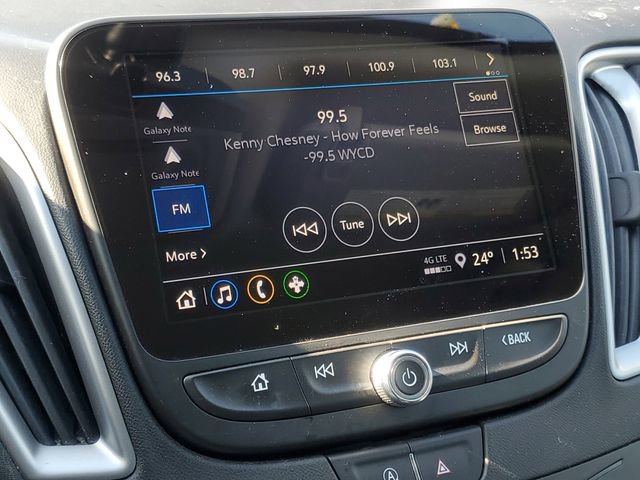 96.3 98.7 97.9 100.9 103.1
Galaxy Note
99.5
Sound
Kenny Chesney - How Forever Feels
Browse
-99.5 WYCD
Galaxy Note
FM
Tune
More
4G LTE
24° 1:53
BACK
A